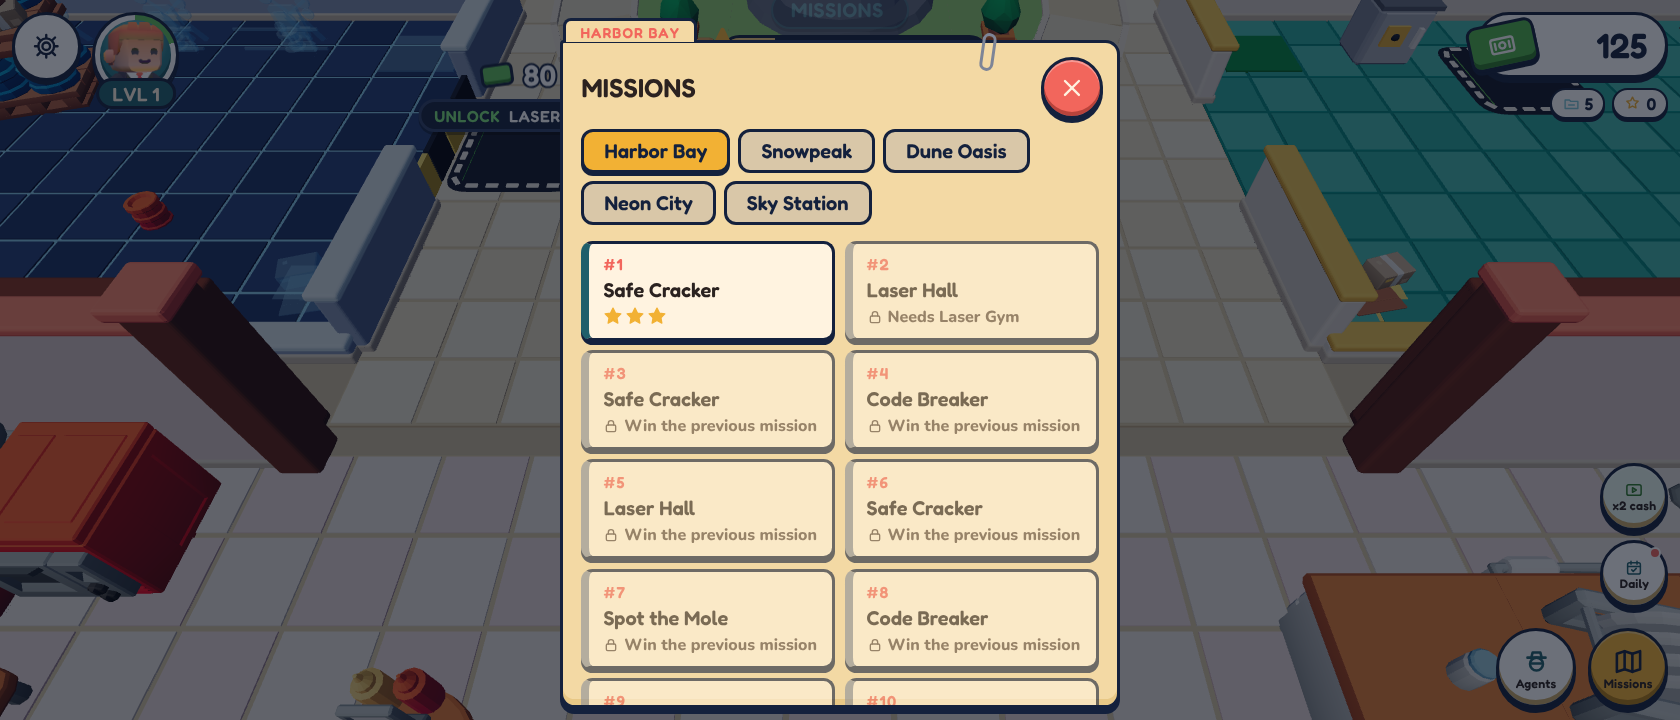 MISSIONS
HARBOR BAY
LVL 1
80
UNLOCK LASER
125
5
0
MISSIONS
Harbor Bay
Snowpeak
Dune Oasis
Neon City
Sky Station
#1
Safe Cracker
#2
Laser Hall
Needs Laser Gym
#3
Safe Cracker
Win the previous mission
#4
Code Breaker
Win the previous mission
#5
Laser Hall
Win the previous mission
#6
Safe Cracker
Win the previous mission
#7
Spot the Mole
Win the previous mission
#8
Code Breaker
Win the previous mission
#9
#10
x2 cash
Daily
Agents
Missions